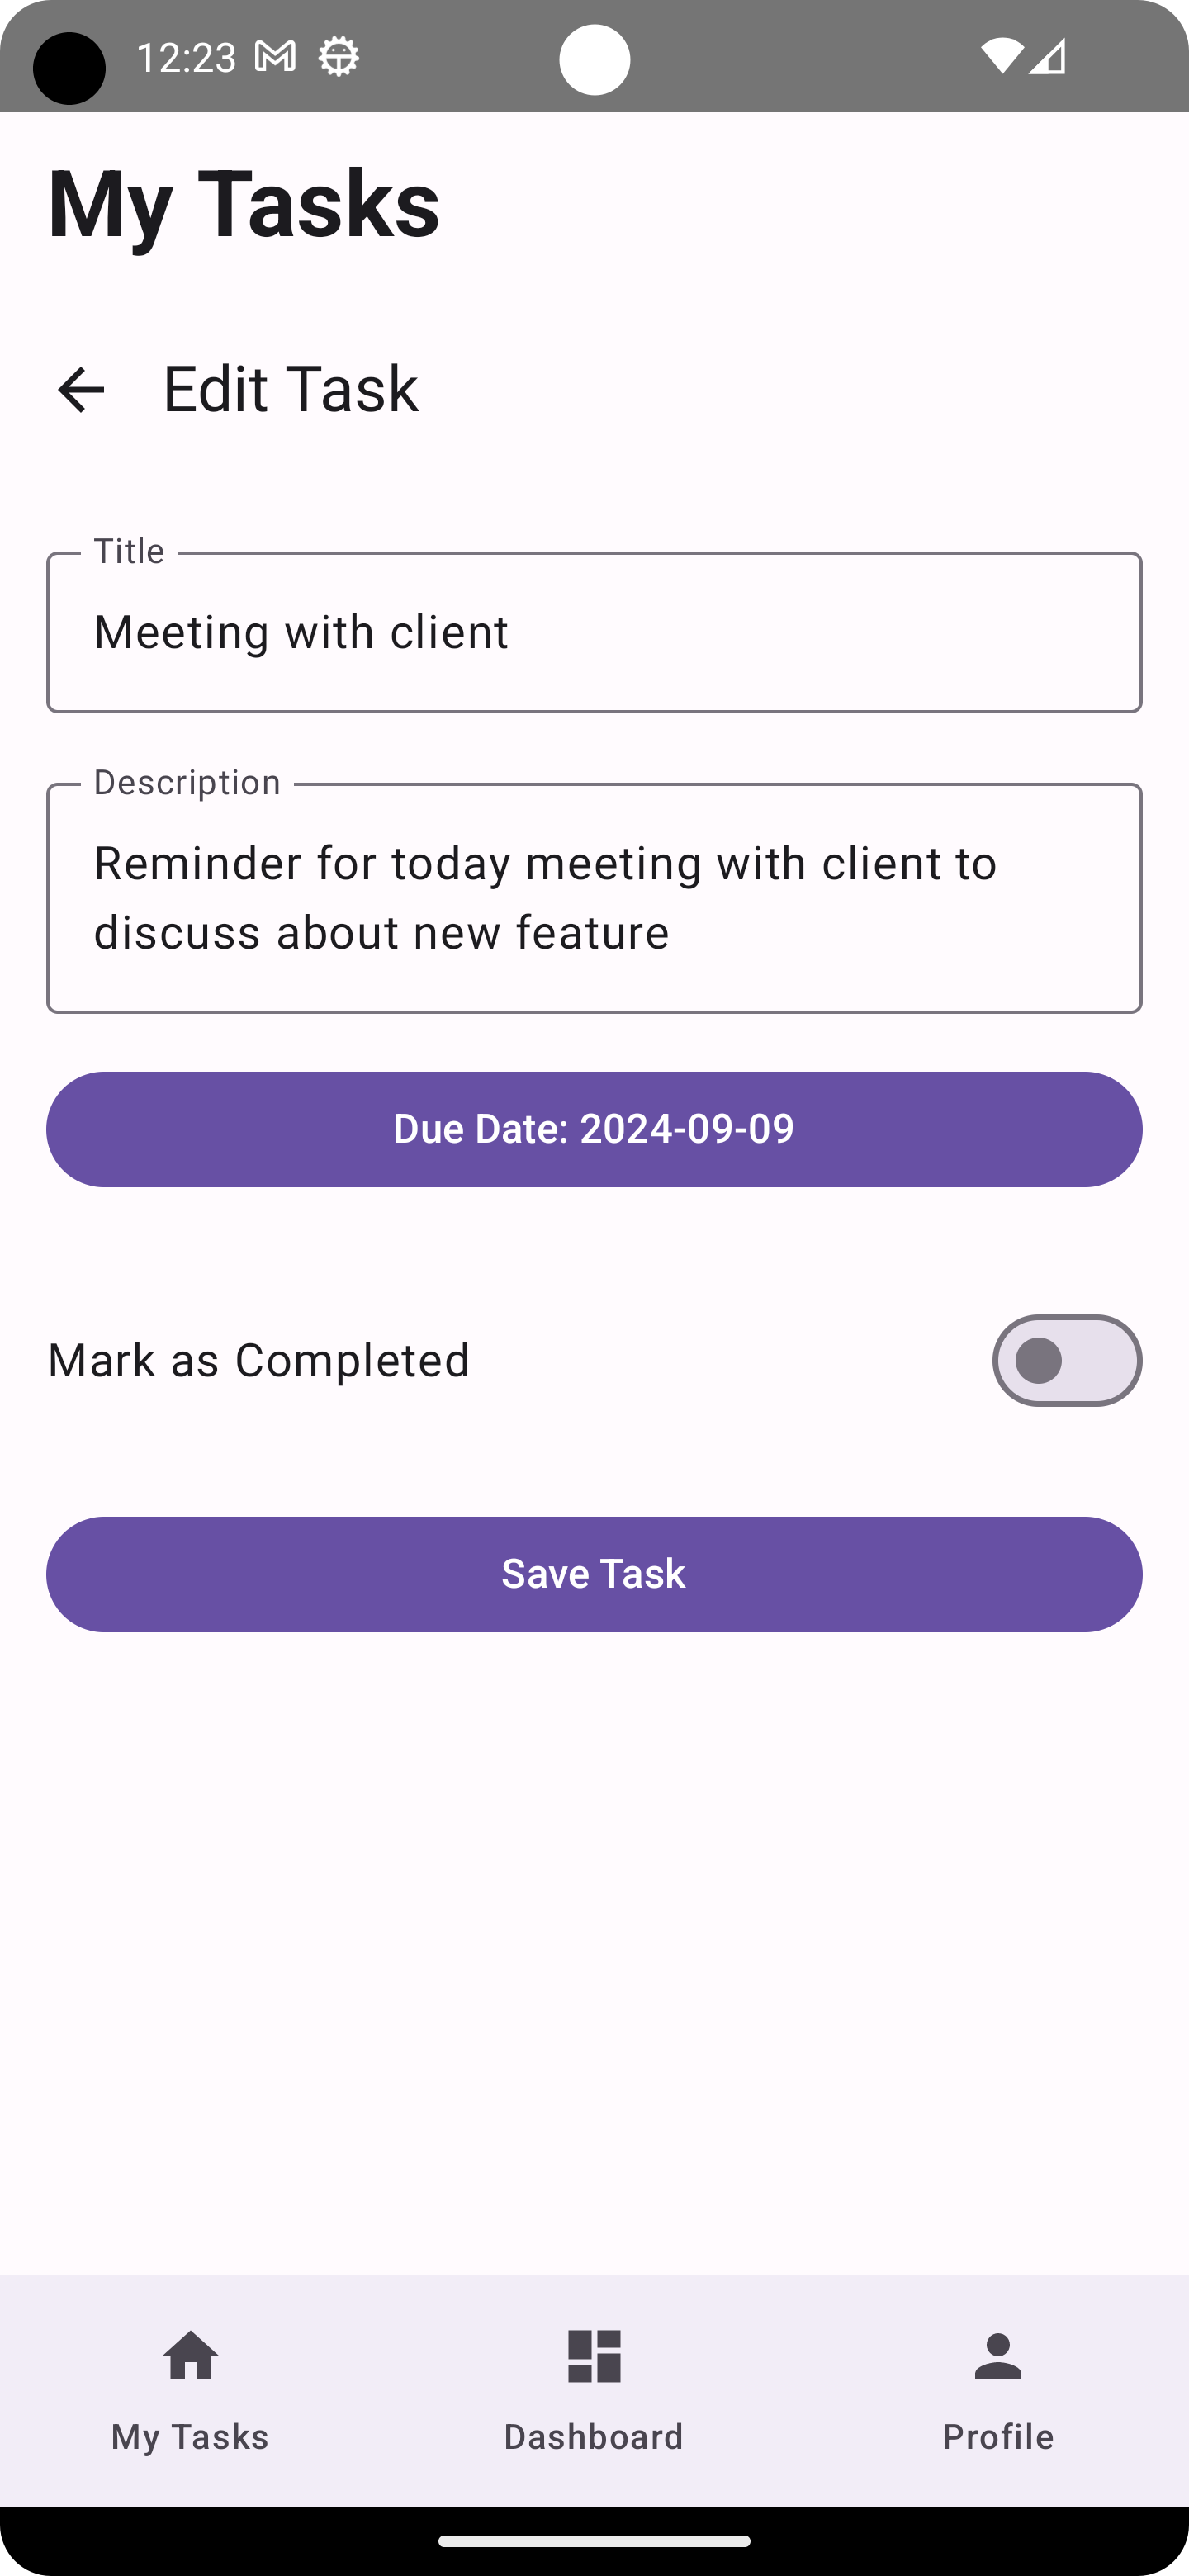 12:23
My Tasks
Edit Task
Title
Meeting with client
Description
Reminder for today meeting with client to
discuss about new feature
Due Date: 2024-09-09
Mark as Completed
Save Task
My Tasks
Dashboard
Profile